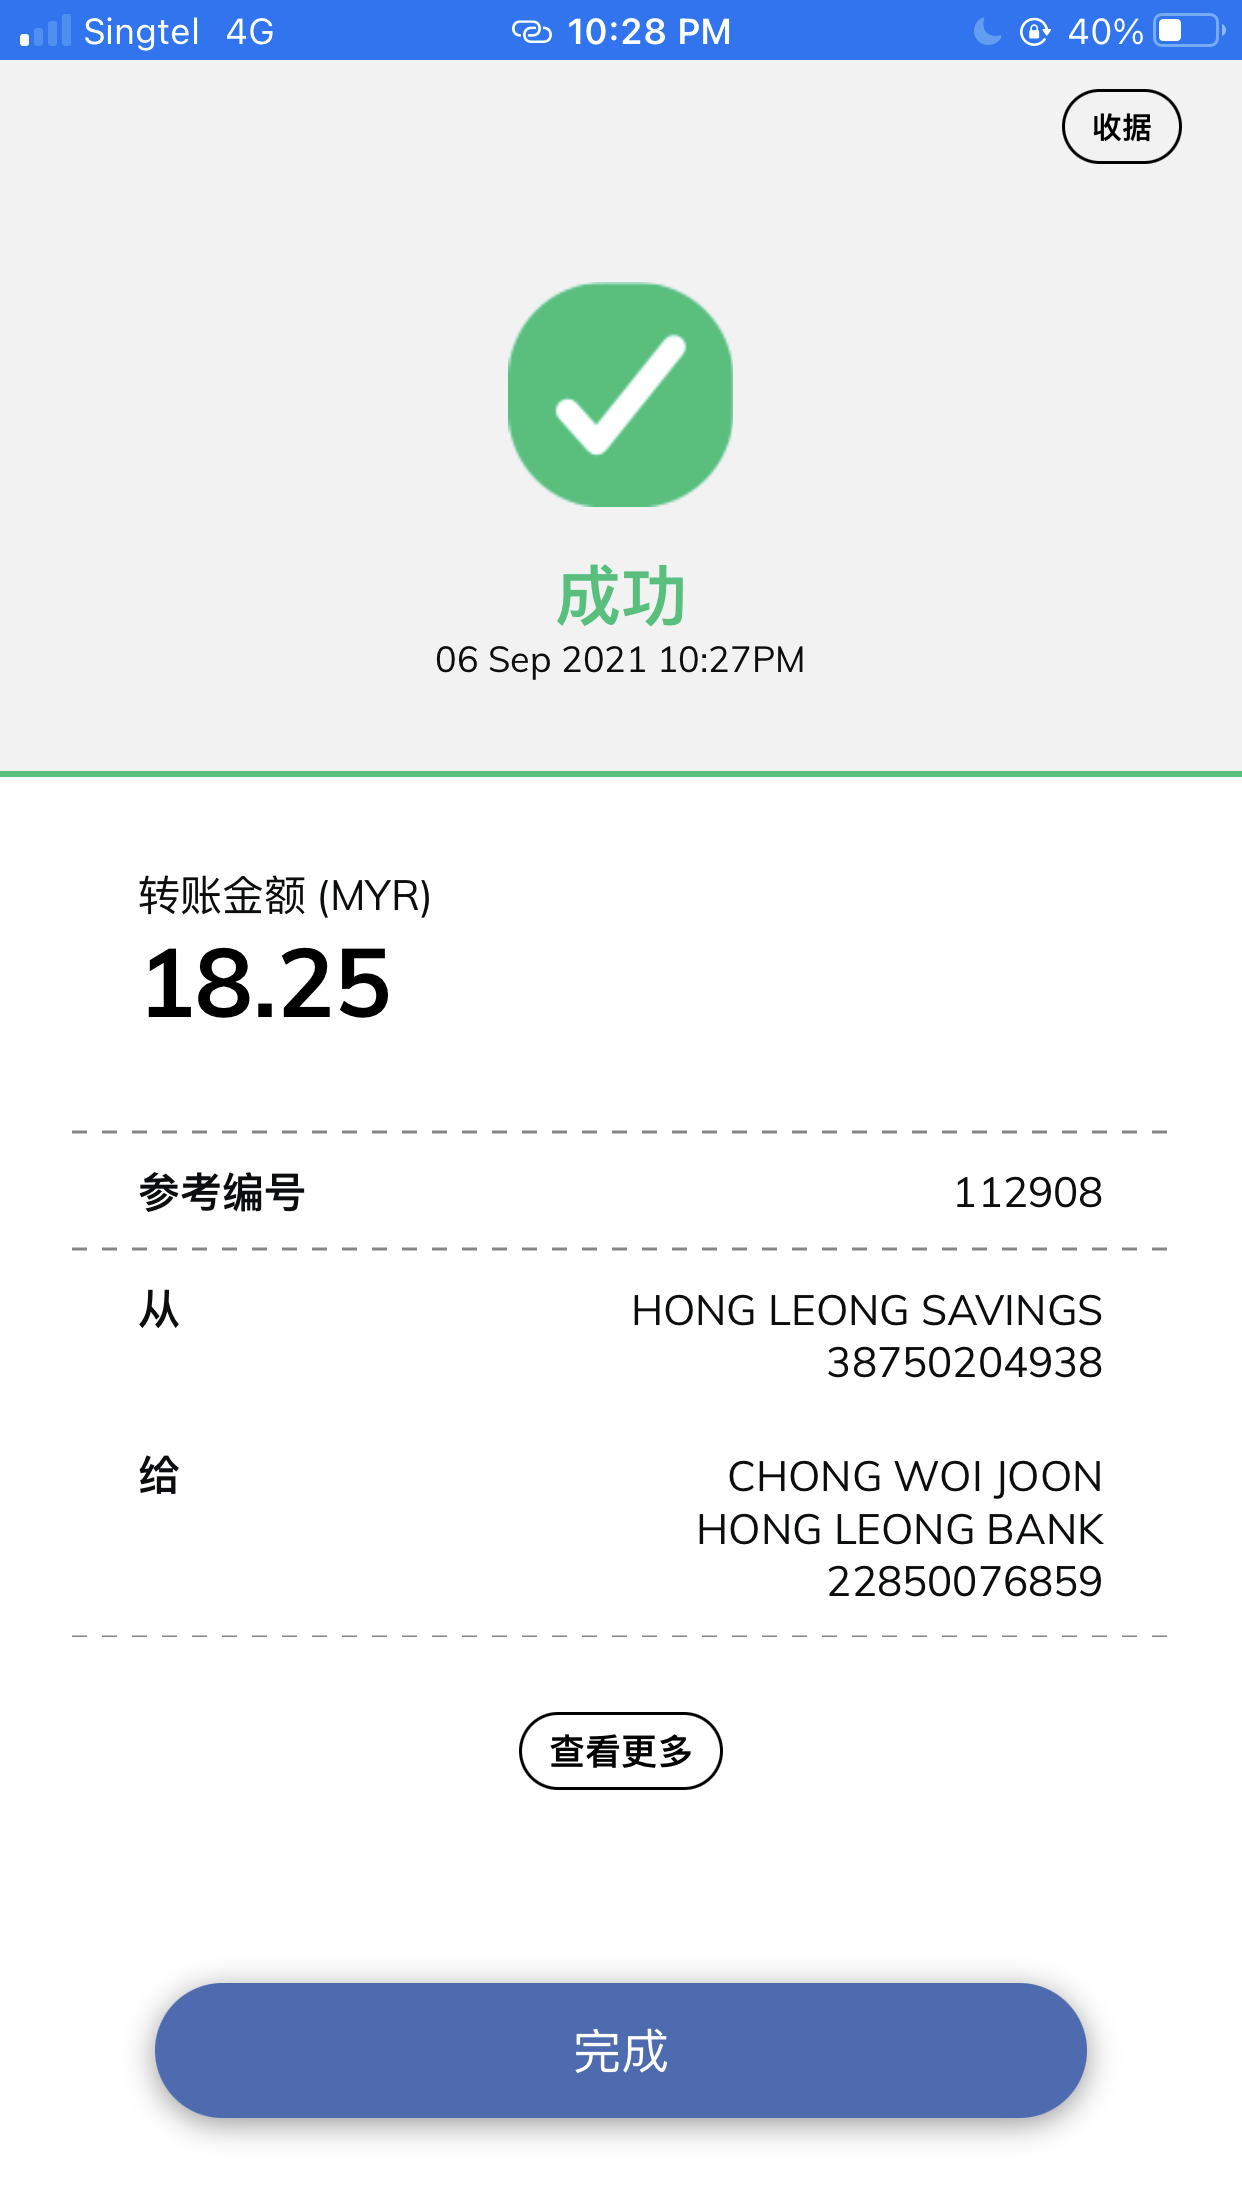 Singtel 4G 10:28 PM 40%
收据
成功
06 Sep 2021 10:27PM
转账金额 (MYR)
18.25
参考编号 112908
从 HONG LEONG SAVINGS
38750204938
给 CHONG WOI JOON
HONG LEONG BANK
22850076859
查看更多
完成